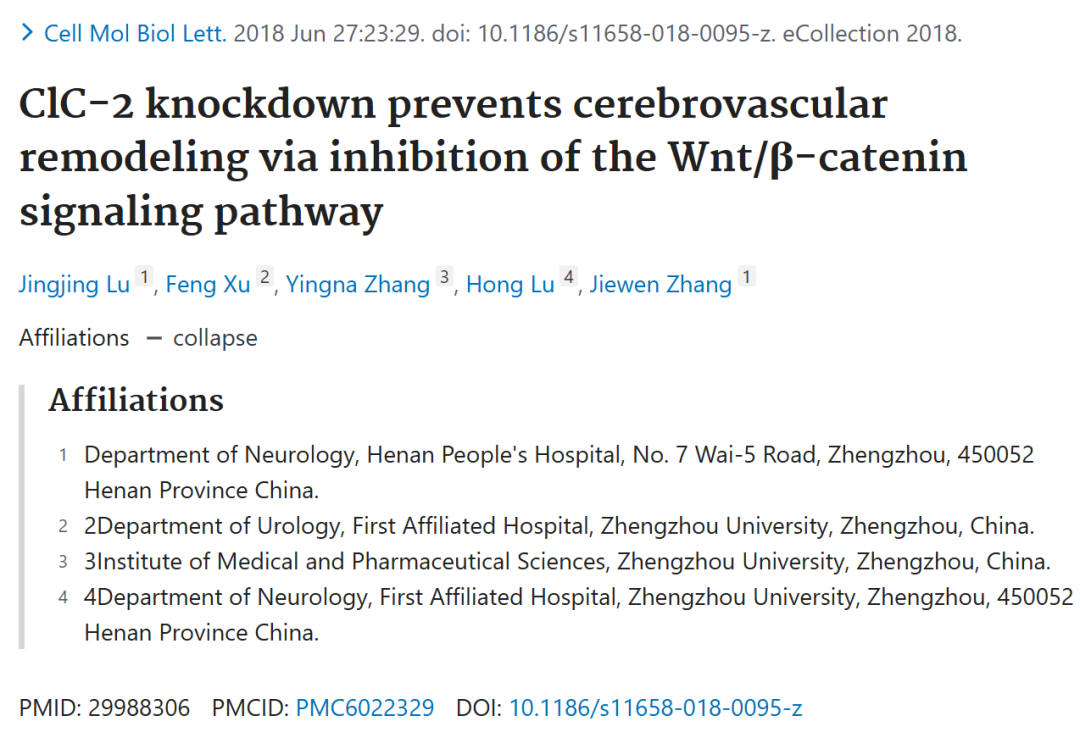 > Cell Mol Biol Lett. 2018 Jun 27:23:29. doi: 10.1186/s11658-018-0095-z. eCollection 2018.
ClC-2 knockdown prevents cerebrovascular
remodeling via inhibition of the Wnt/β-catenin
signaling pathway
Jingjing Lu 1, Feng Xu 2, Yingna Zhang 3, Hong Lu 4, Jiewen Zhang 1
Affiliations — collapse
Affiliations
1 Department of Neurology, Henan People's Hospital, No. 7 Wai-5 Road, Zhengzhou, 450052
Henan Province China.
2 2Department of Urology, First Affiliated Hospital, Zhengzhou University, Zhengzhou, China.
3 3Institute of Medical and Pharmaceutical Sciences, Zhengzhou University, Zhengzhou, China.
4 4Department of Neurology, First Affiliated Hospital, Zhengzhou University, Zhengzhou, 450052
Henan Province China.
PMID: 29988306 PMCID: PMC6022329 DOI: 10.1186/s11658-018-0095-z